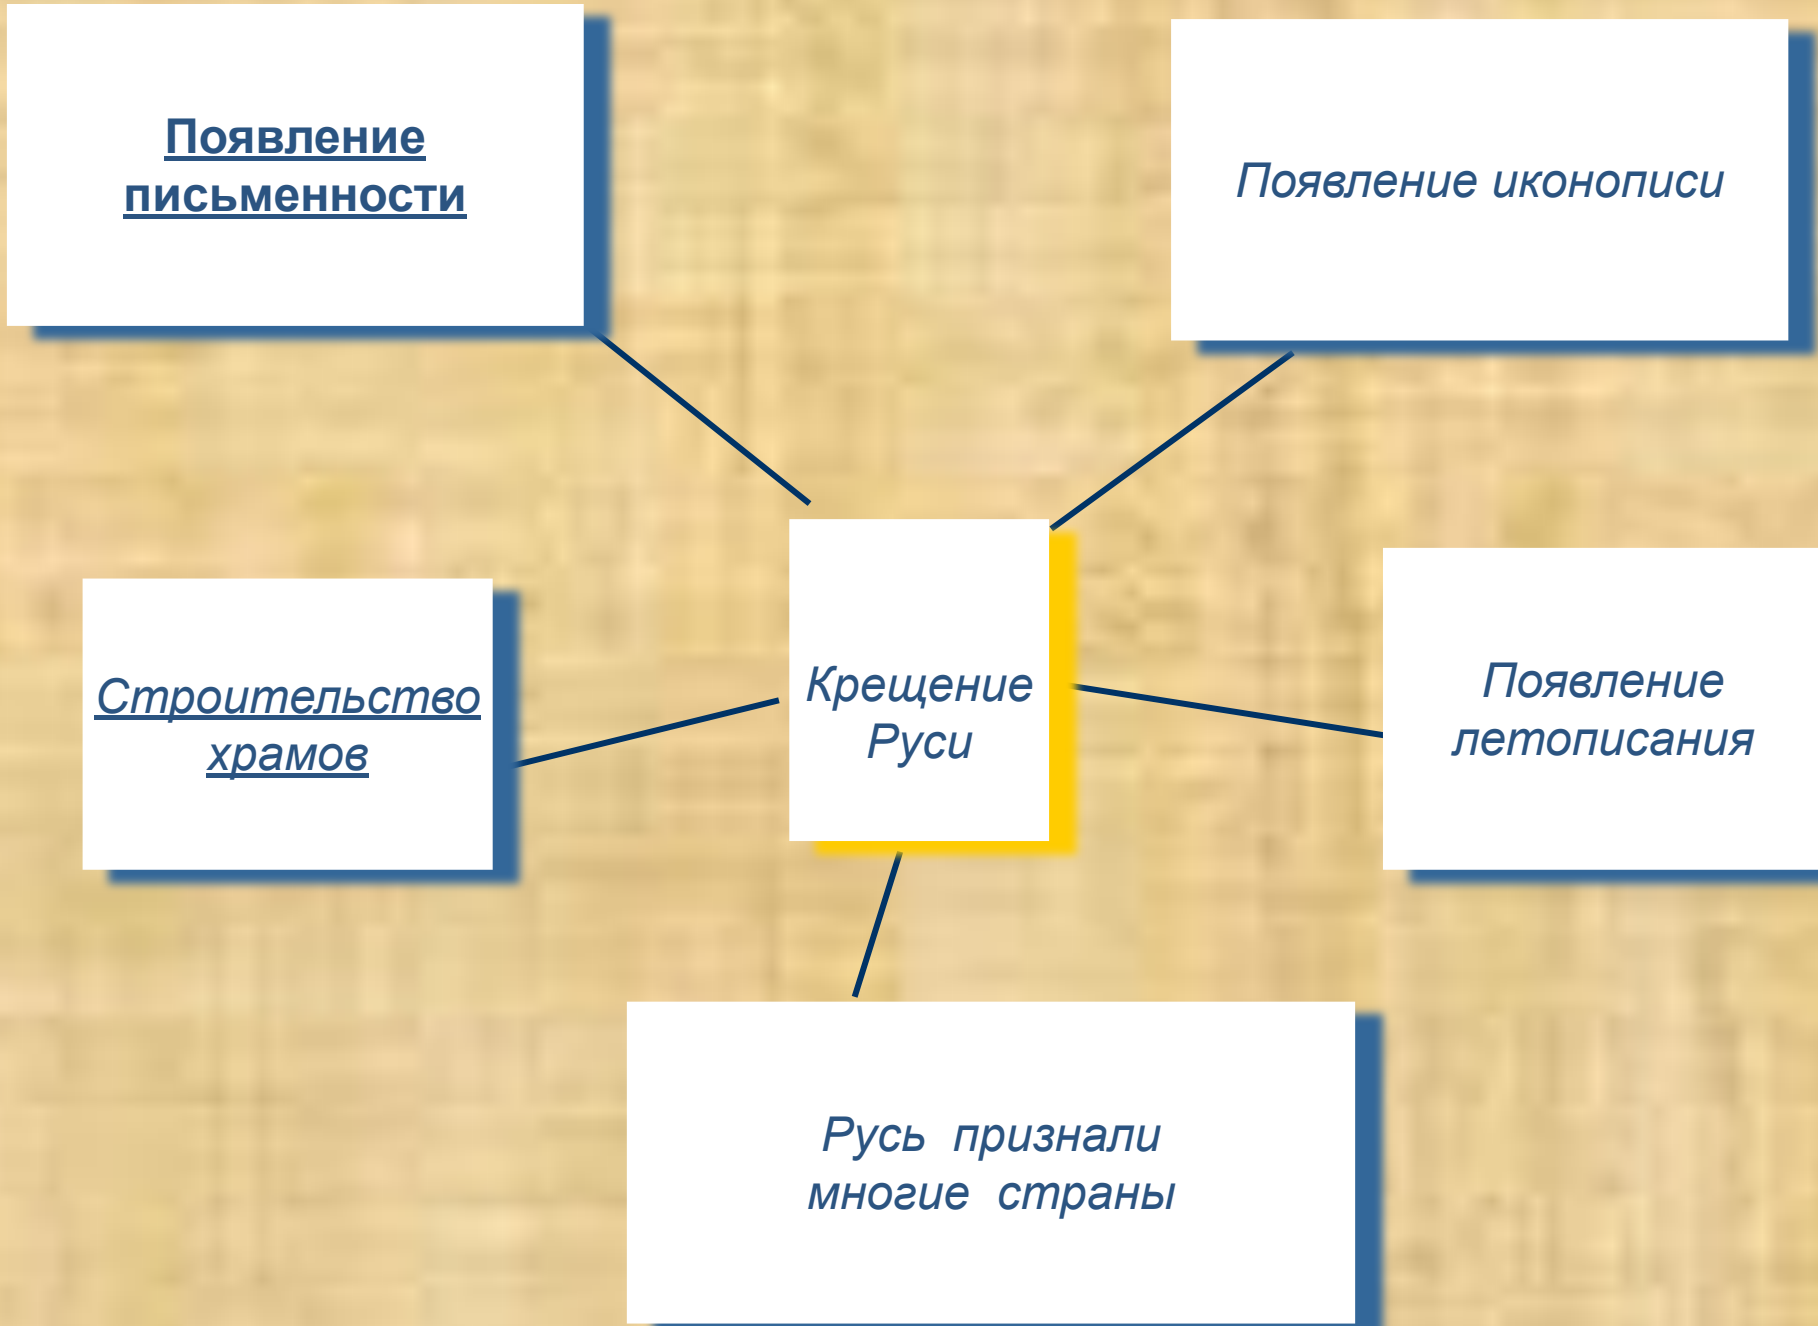 Появление
письменности
Появление иконописи
Строительство
храмов
Крещение
Руси
Появление
летописания
Русь признали
многие страны